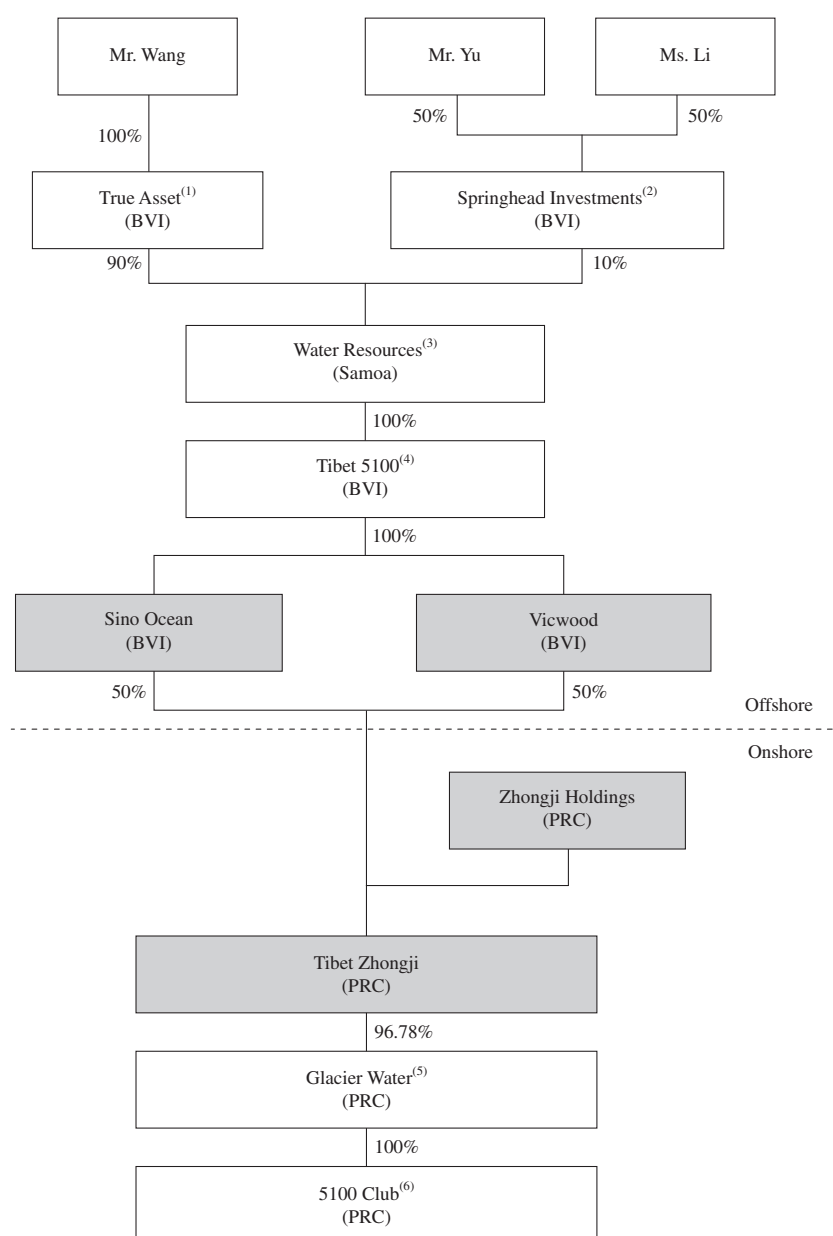 Mr. Wang
Mr. Yu
Ms. Li
100%
50%
50%
True Asset(1)
(BVI)
Springhead Investments(2)
(BVI)
90%
10%
Water Resources(3)
(Samoa)
100%
Tibet 5100(4)
(BVI)
100%
Sino Ocean
(BVI)
Vicwood
(BVI)
50%
50%
Offshore
Onshore
Zhongji Holdings
(PRC)
Tibet Zhongji
(PRC)
96.78%
Glacier Water(5)
(PRC)
100%
5100 Club(6)
(PRC)